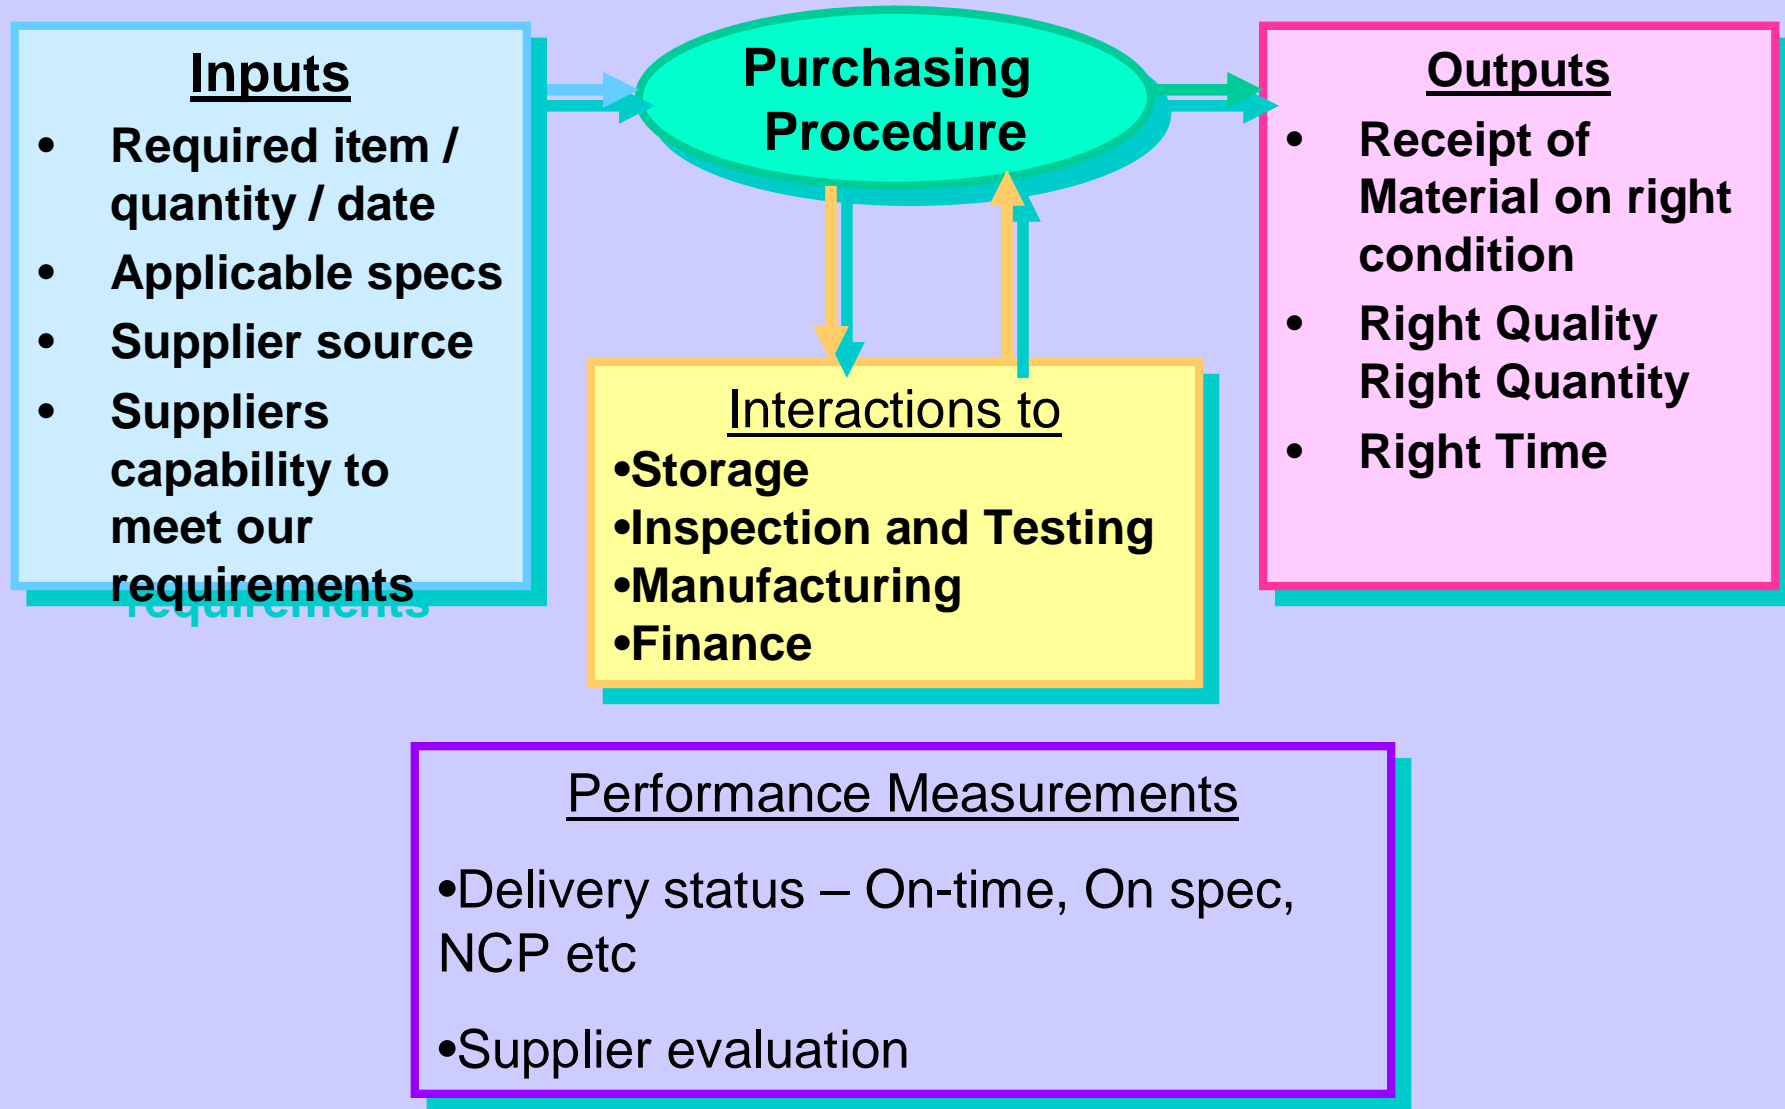 Inputs
• Required item /
quantity / date
• Applicable specs
• Supplier source
• Suppliers
capability to
meet our
requirements
Purchasing
Procedure
Outputs
• Receipt of
Material on right
condition
• Right Quality
Right Quantity
• Right Time
Interactions to
•Storage
•Inspection and Testing
•Manufacturing
•Finance
Performance Measurements
•Delivery status – On-time, On spec,
NCP etc
•Supplier evaluation